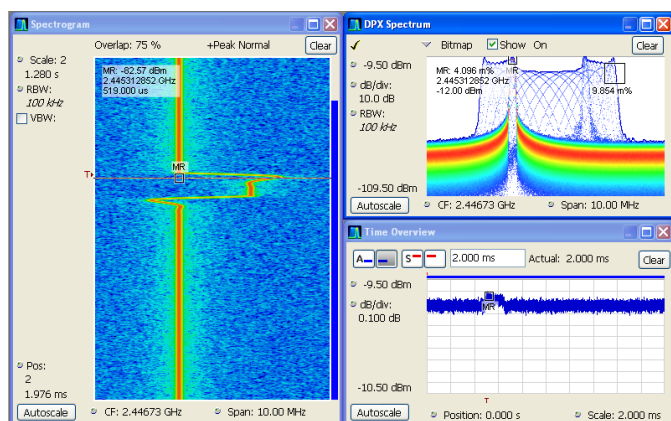 Spectrogram
Overlap: 75 %
+Peak Normal
Clear
Scale: 2
1.280 s
RBW:
100 kHz
VBW:
MR: -82.57 dBm
2.445312852 GHz
519.000 us
T
MR
Pos:
2
1.976 ms
Autoscale
CF: 2.44673 GHz
Span: 10.00 MHz
DPX Spectrum
Bitmap
Show
On
Clear
-9.50 dBm
dB/div:
10.0 dB
RBW:
100 kHz
-109.50 dBm
MR: 4.096 m%
2.445312852 GHz
-12.00 dBm
MR
9.854 m%
Autoscale
CF: 2.44673 GHz
Span: 10.00 MHz
Time Overview
A
S
2.000 ms
Actual: 2.000 ms
Clear
-9.50 dBm
dB/div:
0.100 dB
-10.50 dBm
MR
T
Autoscale
Position: 0.000 s
Scale: 2.000 ms